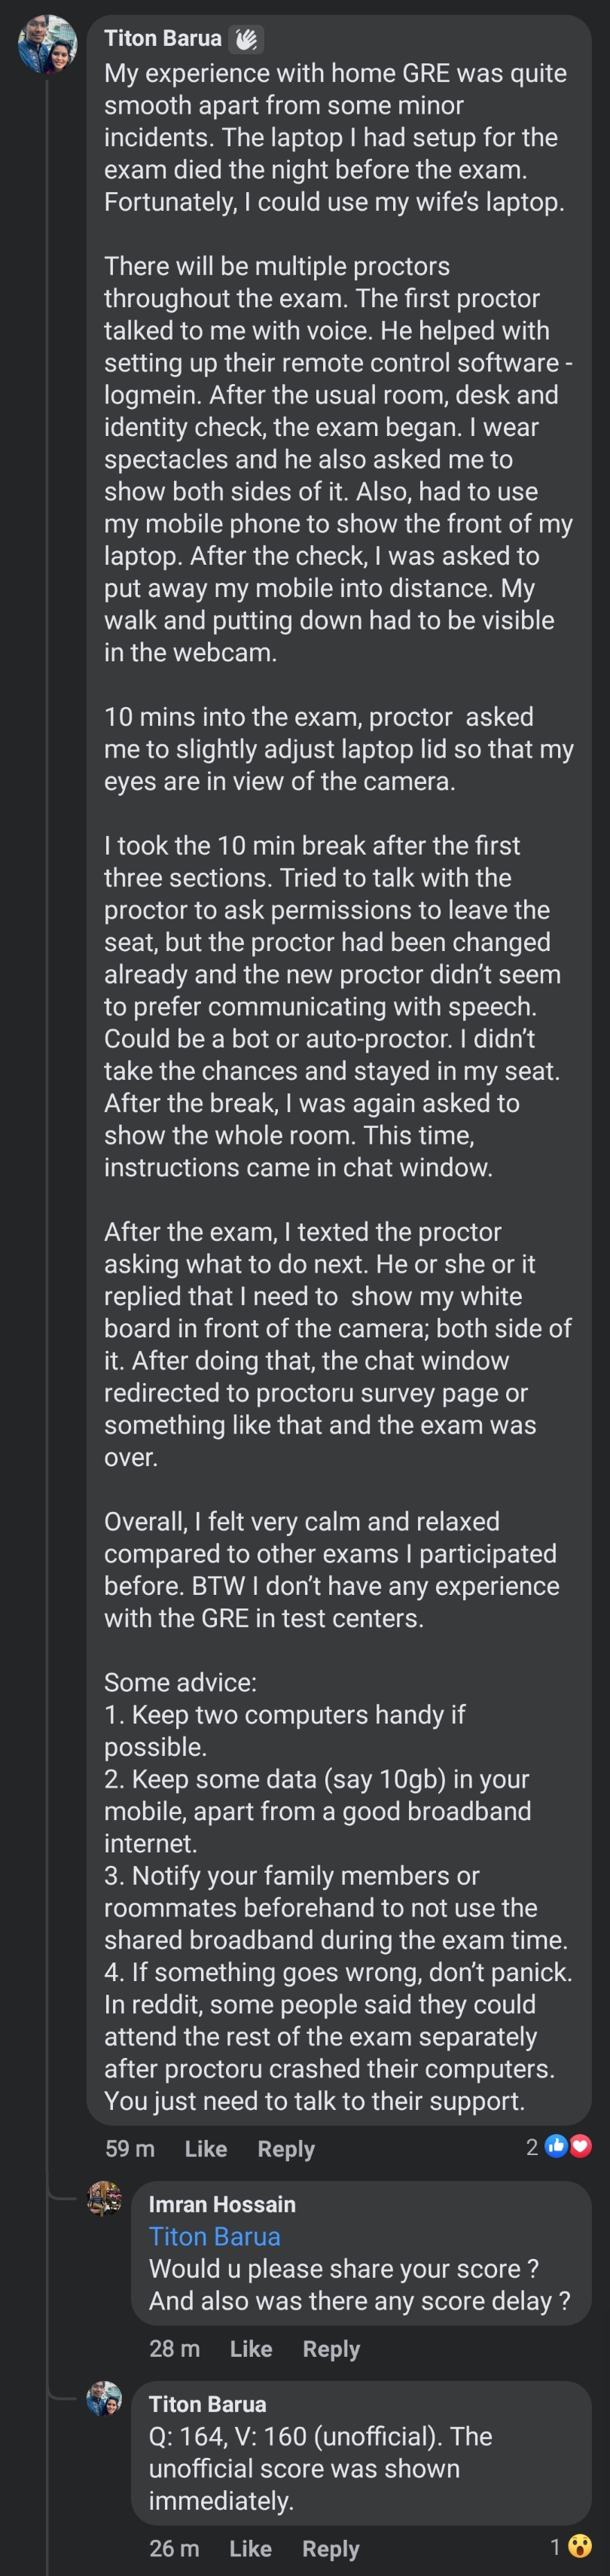 Titon Barua
My experience with home GRE was quite
smooth apart from some minor
incidents. The laptop I had setup for the
exam died the night before the exam.
Fortunately, I could use my wife’s laptop.
There will be multiple proctors
throughout the exam. The first proctor
talked to me with voice. He helped with
setting up their remote control software -
logmein. After the usual room, desk and
identity check, the exam began. I wear
spectacles and he also asked me to
show both sides of it. Also, had to use
my mobile phone to show the front of my
laptop. After the check, I was asked to
put away my mobile into distance. My
walk and putting down had to be visible
in the webcam.
10 mins into the exam, proctor  asked
me to slightly adjust laptop lid so that my
eyes are in view of the camera.
I took the 10 min break after the first
three sections. Tried to talk with the
proctor to ask permissions to leave the
seat, but the proctor had been changed
already and the new proctor didn’t seem
to prefer communicating with speech.
Could be a bot or auto-proctor. I didn’t
take the chances and stayed in my seat.
After the break, I was again asked to
show the whole room. This time,
instructions came in chat window.
After the exam, I texted the proctor
asking what to do next. He or she or it
replied that I need to  show my white
board in front of the camera; both side of
it. After doing that, the chat window
redirected to proctoru survey page or
something like that and the exam was
over.
Overall, I felt very calm and relaxed
compared to other exams I participated
before. BTW I don’t have any experience
with the GRE in test centers.
Some advice:
1. Keep two computers handy if
possible.
2. Keep some data (say 10gb) in your
mobile, apart from a good broadband
internet.
3. Notify your family members or
roommates beforehand to not use the
shared broadband during the exam time.
4. If something goes wrong, don’t panick.
In reddit, some people said they could
attend the rest of the exam separately
after proctoru crashed their computers.
You just need to talk to their support.
59 m Like Reply 2
Imran Hossain
Titon Barua
Would u please share your score ?
And also was there any score delay ?
28 m Like Reply
Titon Barua
Q: 164, V: 160 (unofficial). The
unofficial score was shown
immediately.
26 m Like Reply 1